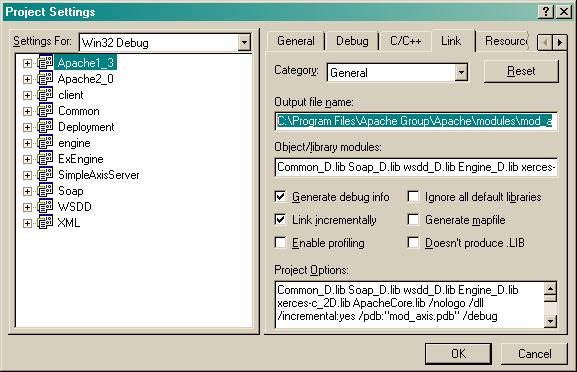 Project Settings
Settings For: Win32 Debug
Apache1_3
Apache2_0
client
Common
Deployment
engine
ExEngine
SimpleAxisServer
Soap
WSDD
XML
General Debug C/C++ Link Resourc
Category: General Reset
Output file name:
C:\Program Files\Apache Group\Apache\modules\mod_a
Object/library modules:
Common_D.lib Soap_D.lib wsdd_D.lib Engine_D.lib xerces-
Generate debug info Ignore all default libraries
Link incrementally Generate mapfile
Enable profiling Doesn't produce .LIB
Project Options:
Common_D.lib Soap_D.lib wsdd_D.lib Engine_D.lib
xerces-c_2D.lib ApacheCore.lib /nologo /dll
/incremental:yes /pdb:"mod_axis.pdb" /debug
OK Cancel